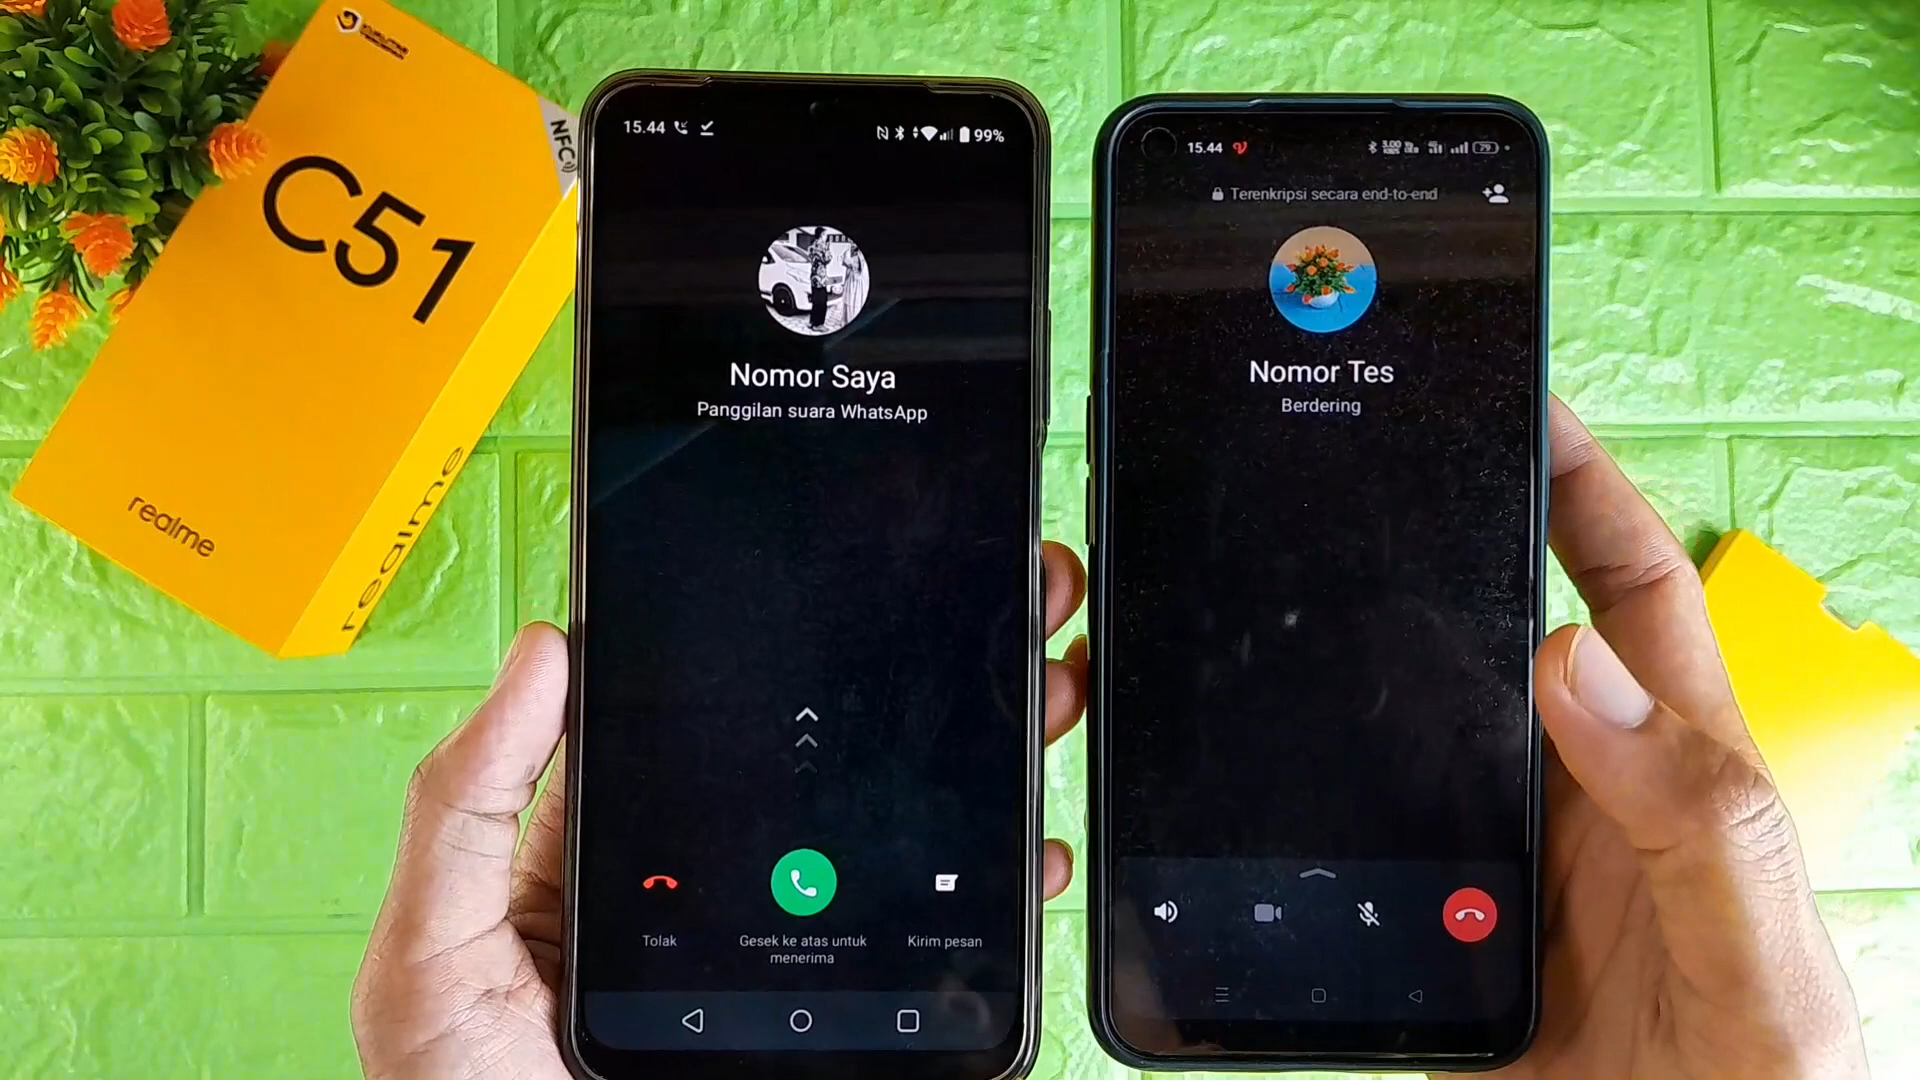 NFC
C51
realme
realme
15.44
99%
Nomor Saya
Panggilan suara WhatsApp
Tolak
Gesek ke atas untuk
menerima
Kirim pesan
15.44
79
Terenkripsi secara end-to-end
Nomor Tes
Berdering